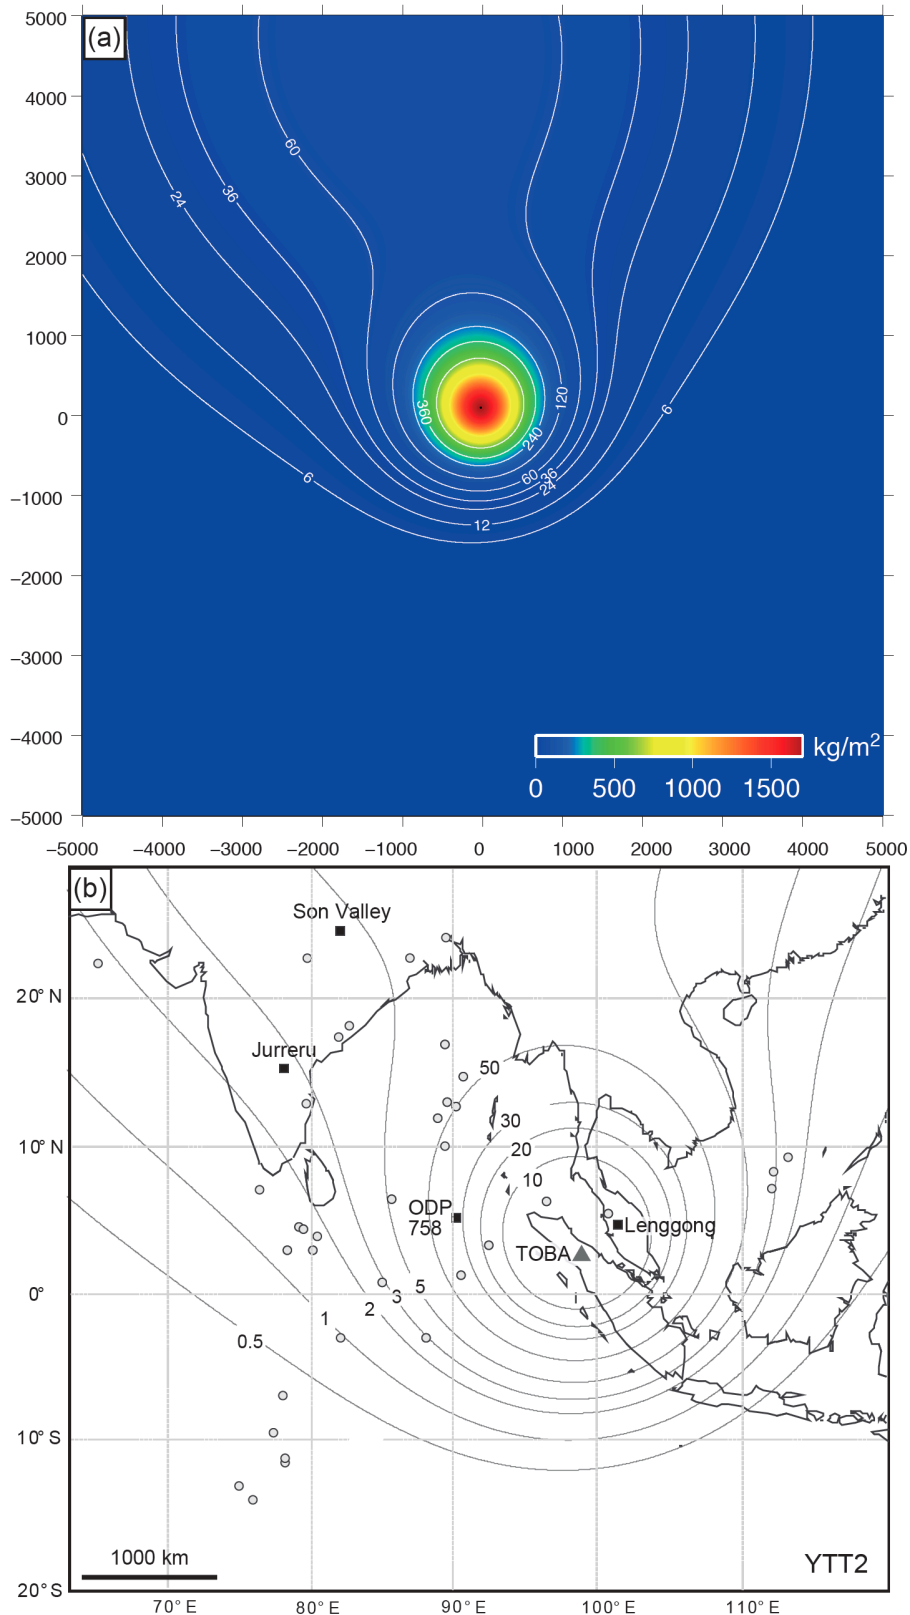 5000
(a)
4000
3000
2000
1000
0
−1000
−2000
−3000
−4000
−5000
60
36
24
6
360
120
240
60
36
24
12
6
kg/m2
0 500 1000 1500
−5000 −4000 −3000 −2000 −1000 0 1000 2000 3000 4000 5000
(b)
Son Valley
20° N
Jurreru
50
10° N
30
20
10
ODP
758
Lenggong
TOBA
0°
5
3
2
1
0.5
10° S
1000 km
YTT2
20° S
70° E 80° E 90° E 100° E 110° E